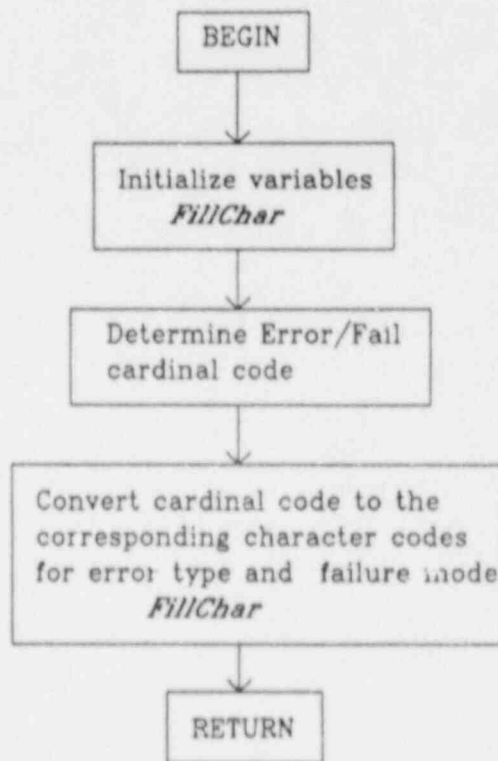 BEGIN
Initialize variables
FillChar
Determine Error/Fail
cardinal code
Convert cardinal code to the
corresponding character codes
for error type and failure mode
FillChar
RETURN